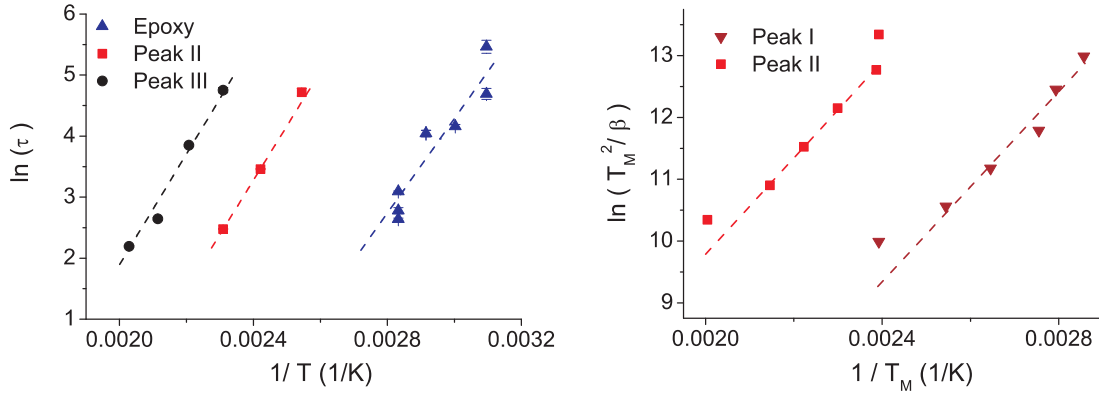 6
5
4
3
2
1
ln (τ )
Epoxy
Peak II
Peak III
0.0020
0.0024
0.0028
0.0032
1/ T (1/K)
13
12
11
10
9
ln ( T_M^2/ β )
Peak I
Peak II
0.0020
0.0024
0.0028
1 / T_M (1/K)